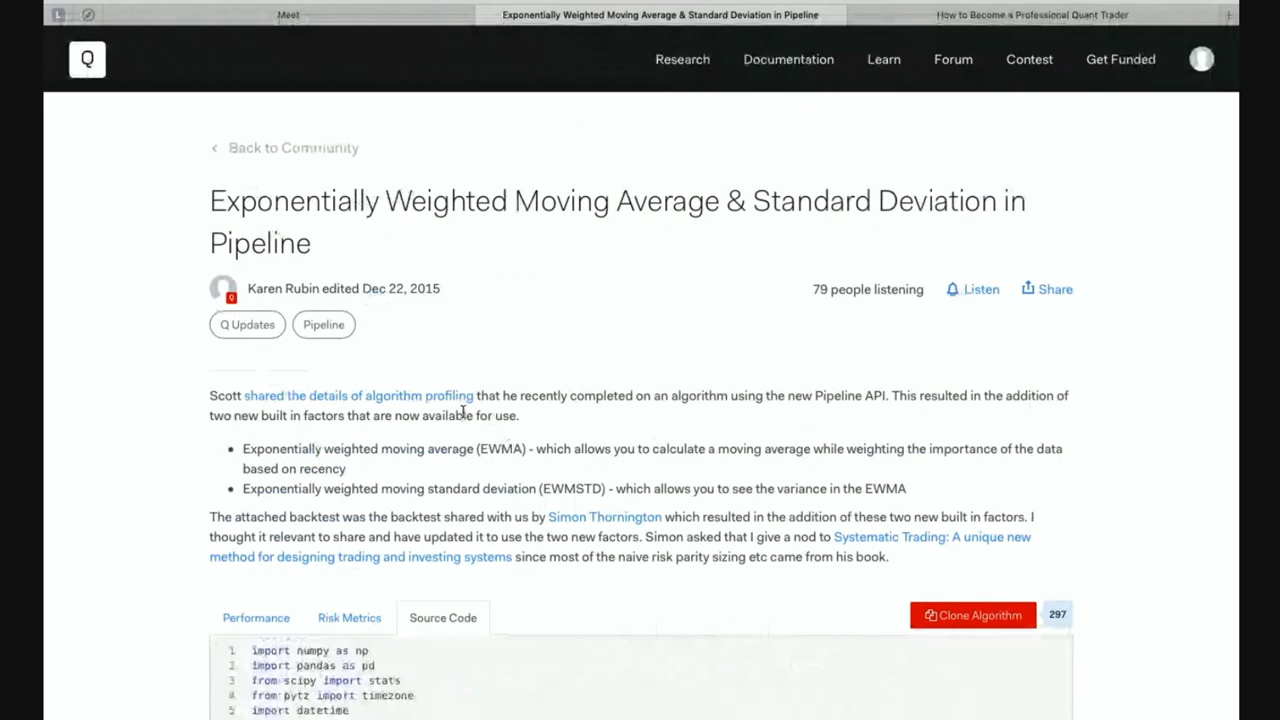 Meet
Exponentially Weighted Moving Average & Standard Deviation in Pipeline
How to Become a Professional Quant Trader
Q
Research
Documentation
Learn
Forum
Contest
Get Funded
Back to Community
Exponentially Weighted Moving Average & Standard Deviation in
Pipeline
Karen Rubin edited Dec 22, 2015
79 people listening
Listen
Share
Q Updates
Pipeline
Scott shared the details of algorithm profiling that he recently completed on an algorithm using the new Pipeline API. This resulted in the addition of
two new built in factors that are now available for use.
• Exponentially weighted moving average (EWMA) - which allows you to calculate a moving average while weighting the importance of the data
based on recency
• Exponentially weighted moving standard deviation (EWMSTD) - which allows you to see the variance in the EWMA
The attached backtest was the backtest shared with us by Simon Thornington which resulted in the addition of these two new built in factors. I
thought it relevant to share and have updated it to use the two new factors. Simon asked that I give a nod to Systematic Trading: A unique new
method for designing trading and investing systems since most of the naive risk parity sizing etc came from his book.
Performance
Risk Metrics
Source Code
Clone Algorithm
297
1 import numpy as np
2 import pandas as pd
3 from scipy import stats
4 from pytz import timezone
5 import datetime